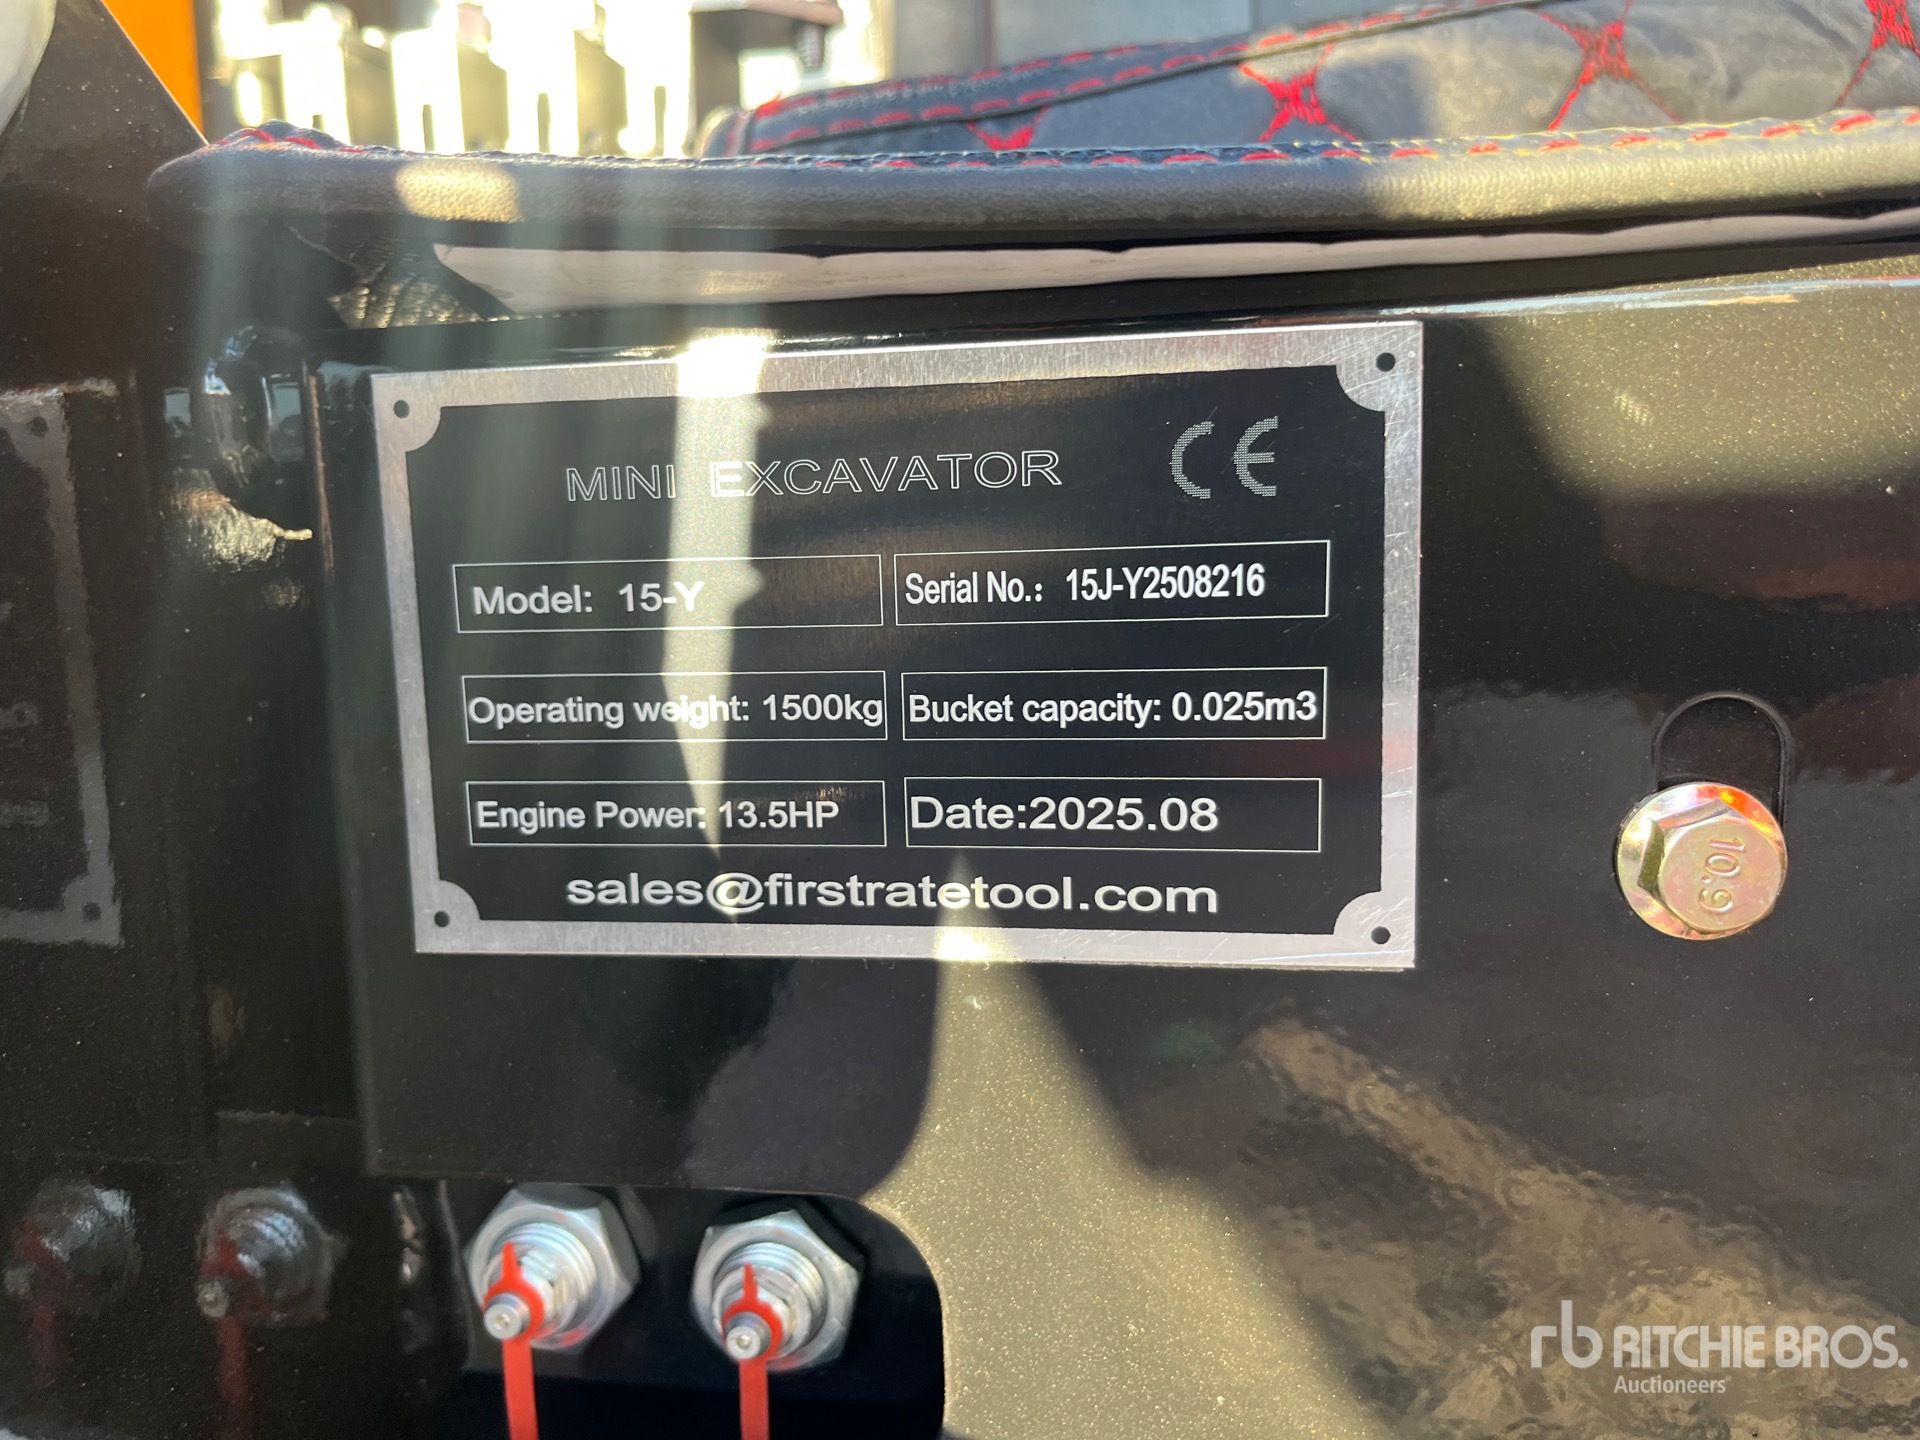 MINI EXCAVATOR CE
Model: 15-Y
Serial No.: 15J-Y2508216
Operating weight: 1500kg
Bucket capacity: 0.025m3
Engine Power: 13.5HP
Date:2025.08
sales@firstratetool.com
10.9
rb RITCHIE BROS.
Auctioneers